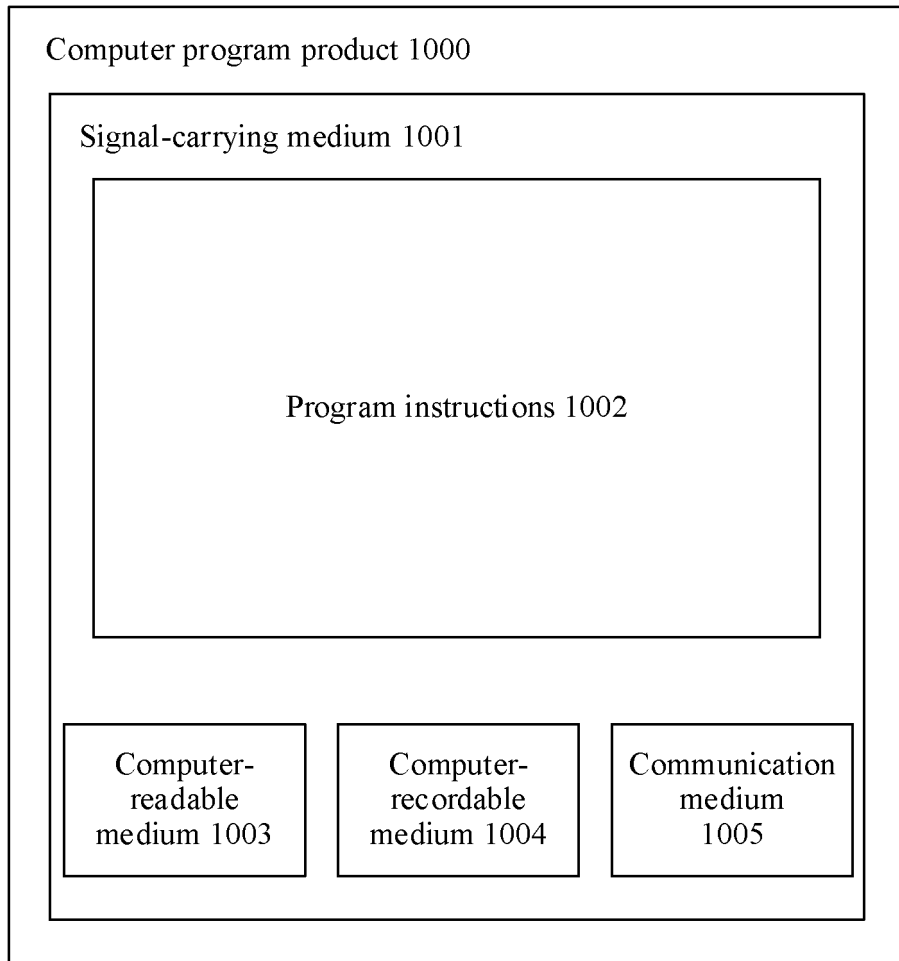 Computer program product 1000
Signal-carrying medium 1001
Program instructions 1002
Computer-
readable
medium 1003
Computer-
recordable
medium 1004
Communication
medium
1005